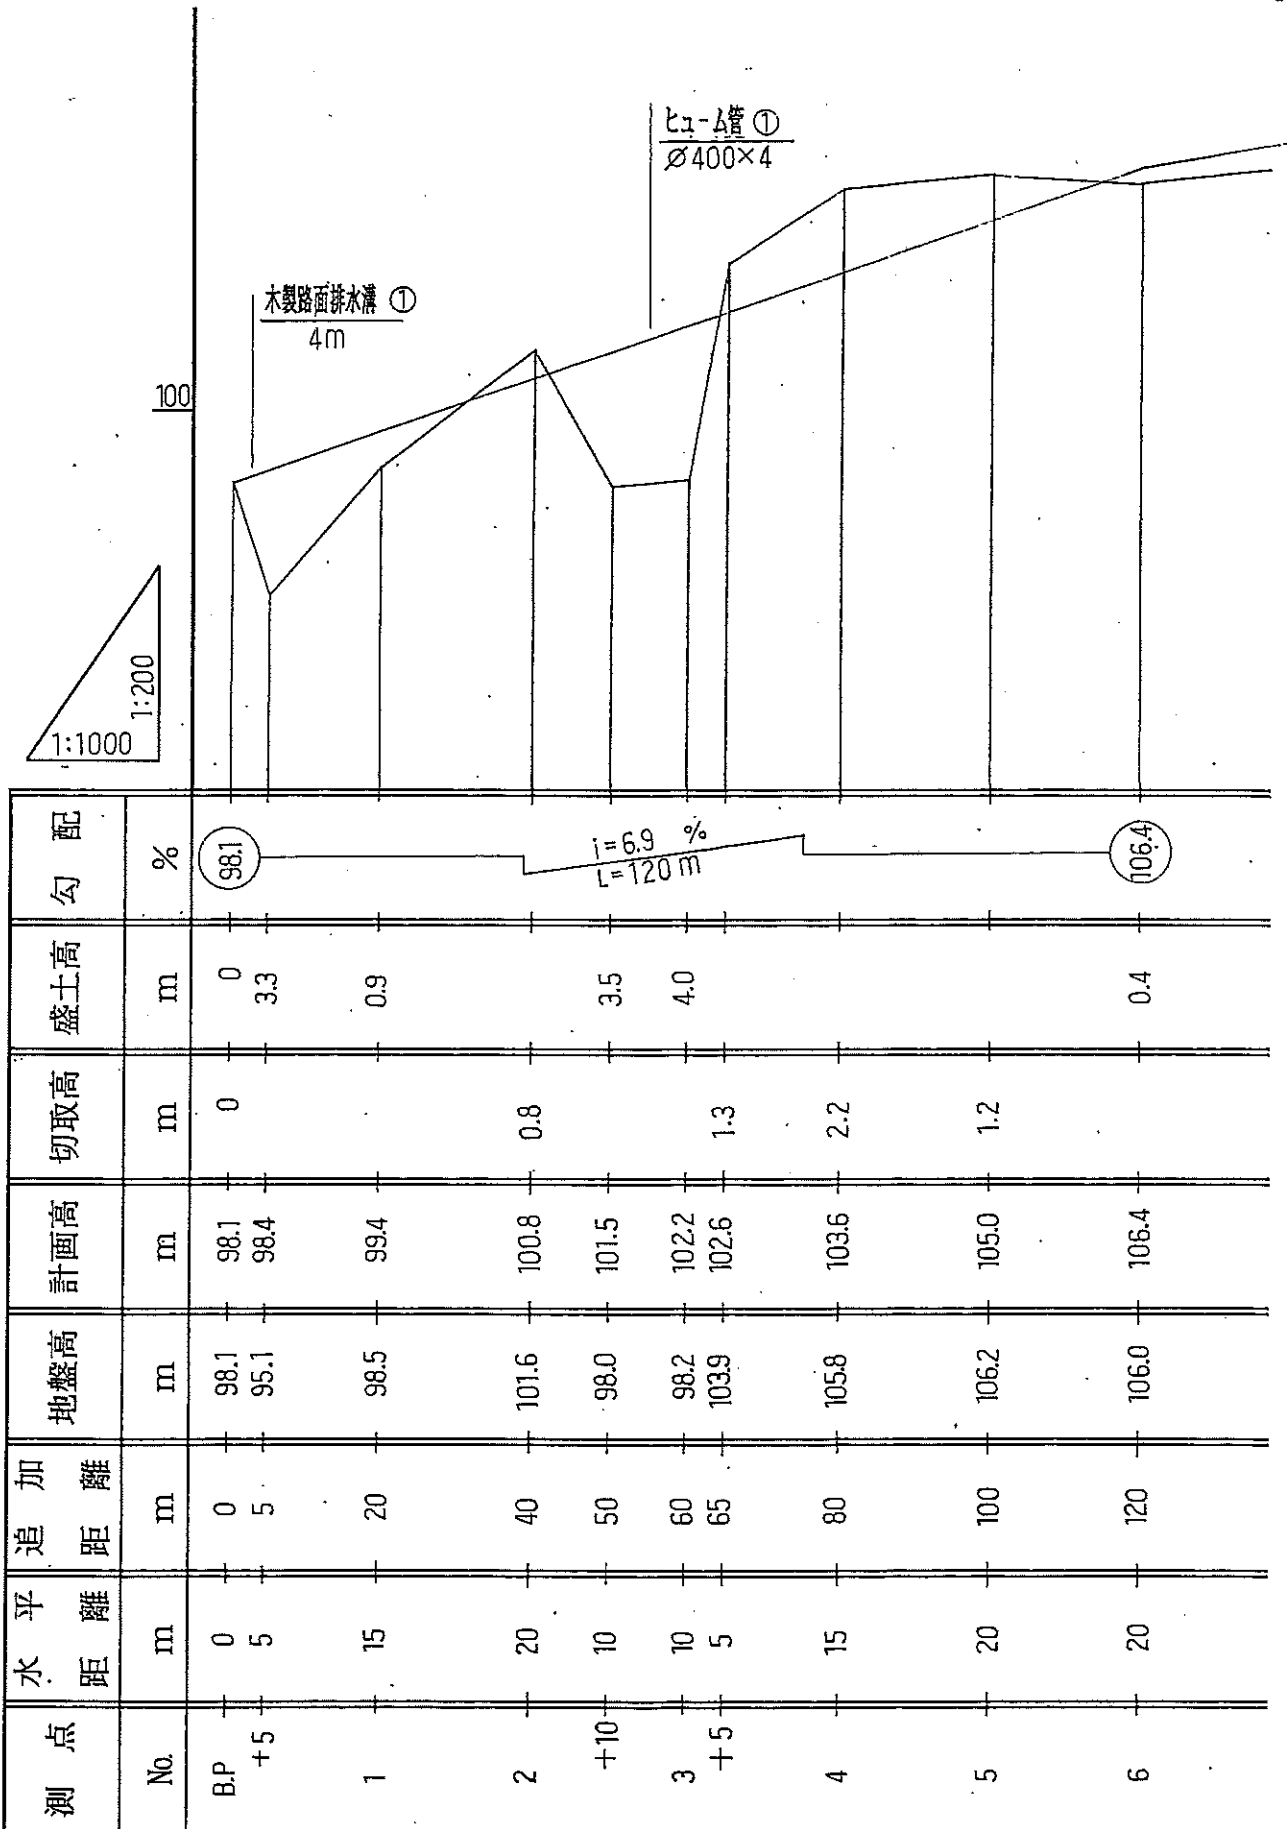 ヒューム管 ①
Ø400×4
木製路面排水溝 ①
4m
100
1:200
1:1000
勾配 % 98.1 i=6.9 % L=120 m 106.4
盛土高 m 0 3.3 0.9 3.5 4.0 0.4
切取高 m 0 0.8 1.3 2.2 1.2
計画高 m 98.1 98.4 99.4 100.8 101.5 102.2 102.6 103.6 105.0 106.4
地盤高 m 98.1 95.1 98.5 101.6 98.0 98.2 103.9 105.8 106.2 106.0
追加距離 m 0 5 20 40 50 60 65 80 100 120
水平距離 m 0 5 15 20 10 10 5 15 20 20
測点 No. B.P +5 1 2 +10 3 +5 4 5 6